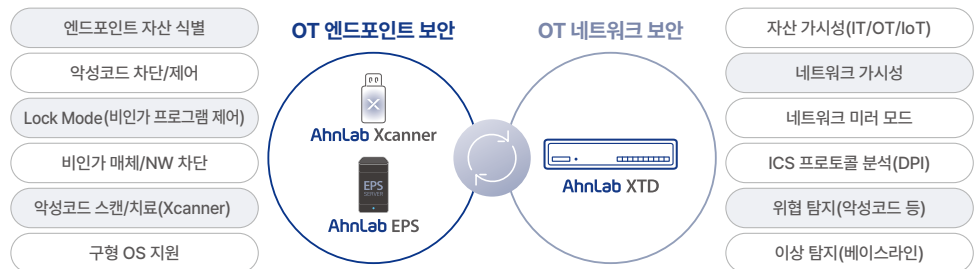 엔드포인트 자산 식별
악성코드 차단/제어
Lock Mode(비인가 프로그램 제어)
비인가 매체/NW 차단
악성코드 스캔/치료(Xcanner)
구형 OS 지원
OT 엔드포인트 보안
AhnLab Xcanner
EPS
SERVER
AhnLab EPS
OT 네트워크 보안
AhnLab XTD
자산 가시성(IT/OT/IoT)
네트워크 가시성
네트워크 미러 모드
ICS 프로토콜 분석(DPI)
위협 탐지(악성코드 등)
이상 탐지(베이스라인)